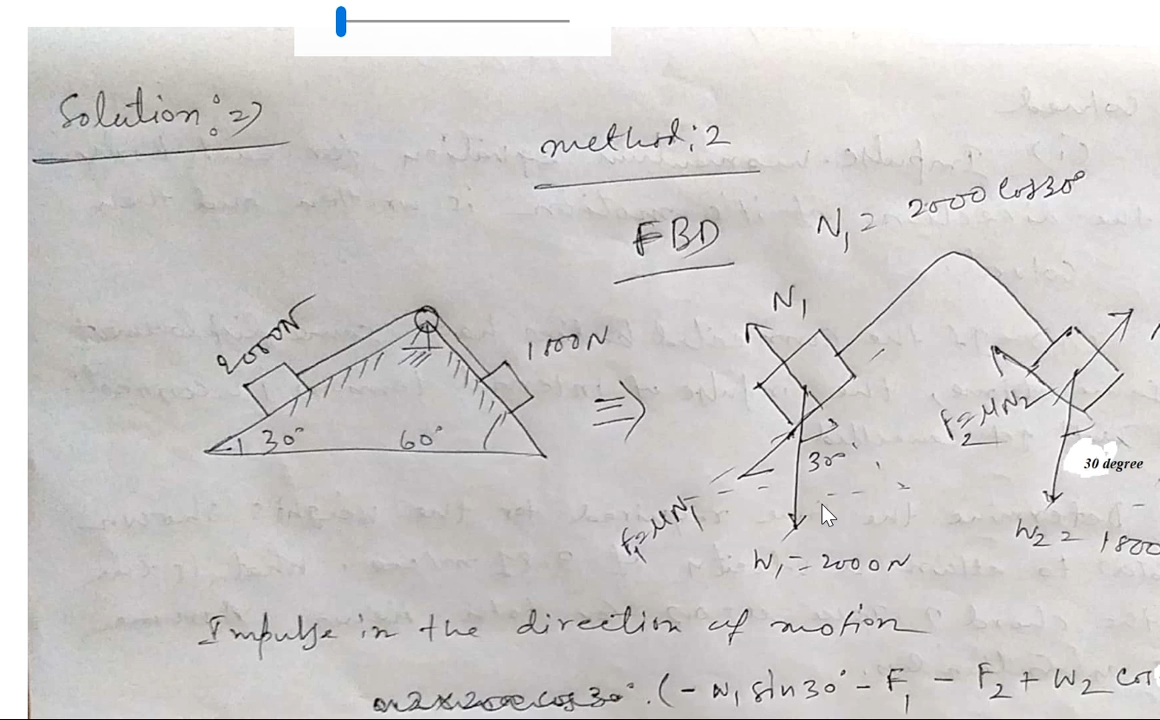 Solution:2)
method:2
FBD
N₁ = 2000 cos30°
2000N
1800N
30°
60°
N₁
30°
F₁=μN₁
W₁ = 2000N
F₂=μN₂
30 degree
W₂ = 1800
Impulse in the direction of motion
(-W₁ sin30° - F₁ - F₂ + W₂ cos